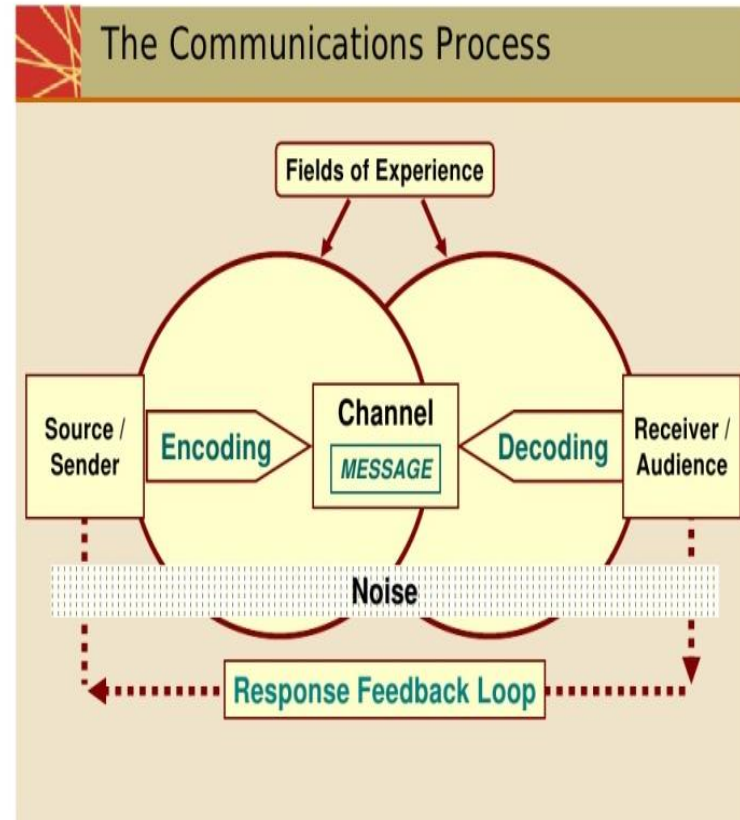 The Communications Process
Fields of Experience
Source /
Sender
Encoding
Channel
MESSAGE
Decoding
Receiver /
Audience
Noise
Response Feedback Loop